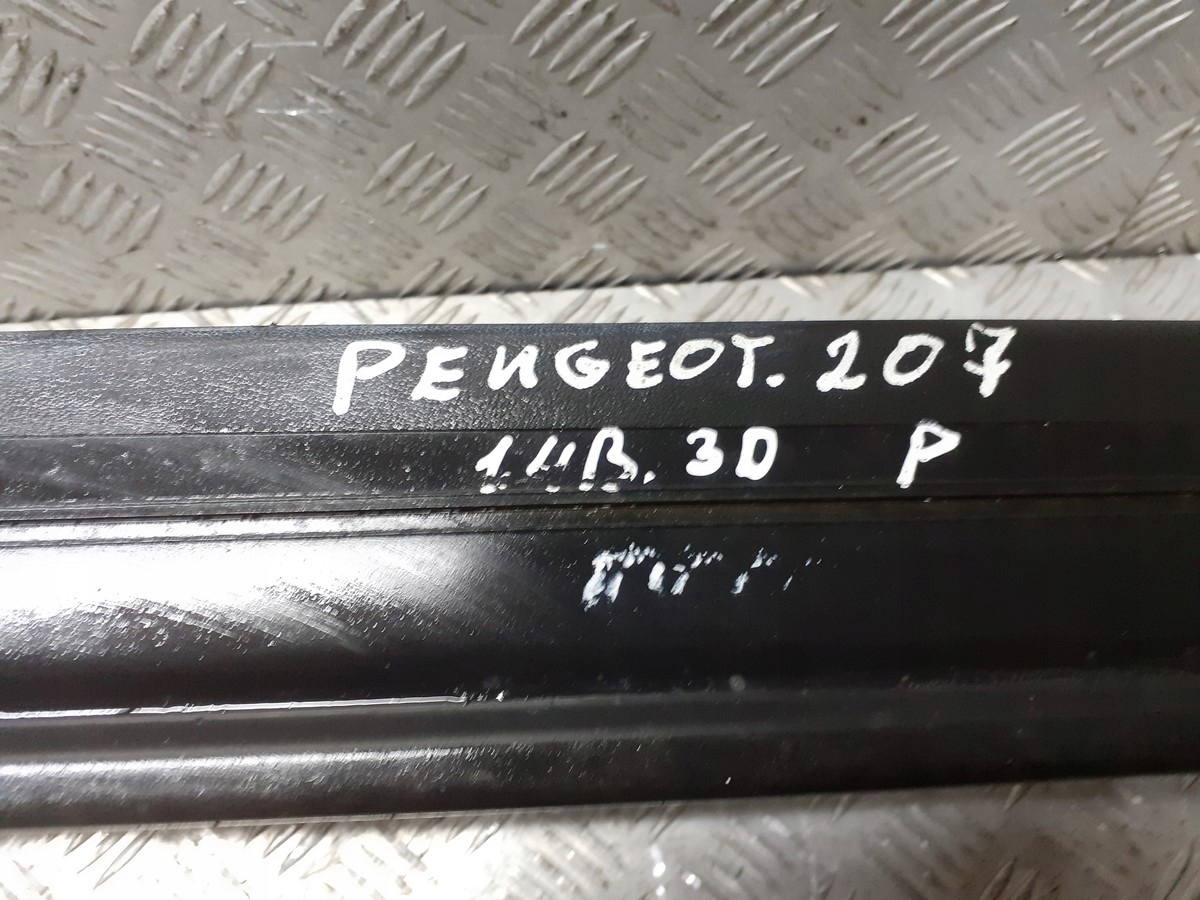 PEUGEOT. 207
1.4B. 3D P